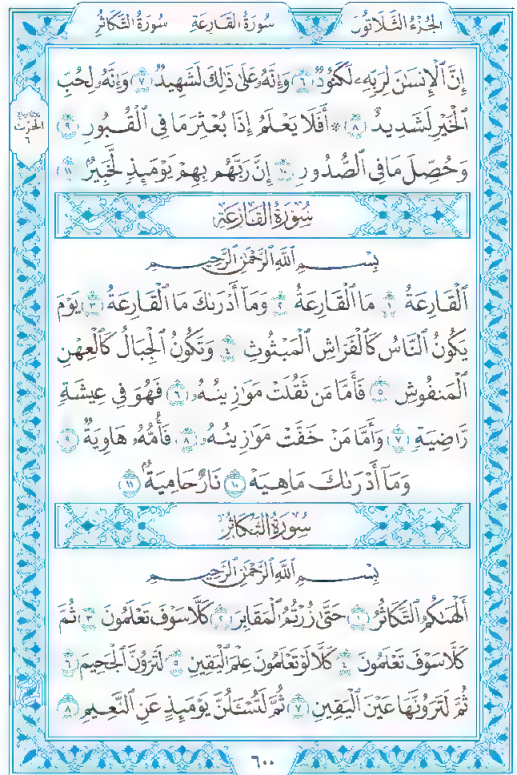 الجزء الثلاثون سورة القارعة سورة التكاثر
إِنَّ ٱلْإِنسَٰنَ لِرَبِّهِۦ لَكَنُودٌ ﴿٦﴾ وَإِنَّهُۥ عَلَىٰ ذَٰلِكَ لَشَهِيدٌ ﴿٧﴾ وَإِنَّهُۥ لِحُبِّ
ٱلْخَيْرِ لَشَدِيدٌ ﴿٨﴾ ۞ أَفَلَا يَعْلَمُ إِذَا بُعْثِرَ مَا فِى ٱلْقُبُورِ ﴿٩﴾
وَحُصِّلَ مَا فِى ٱلصُّدُورِ ﴿١٠﴾ إِنَّ رَبَّهُم بِهِمْ يَوْمَئِذٍ لَّخَبِيرٌۢ ﴿١١﴾
سُورَةُ القَارِعَة
بِسْمِ ٱللَّهِ ٱلرَّحْمَٰنِ ٱلرَّحِيمِ
ٱلْقَارِعَةُ ﴿١﴾ مَا ٱلْقَارِعَةُ ﴿٢﴾ وَمَآ أَدْرَىٰكَ مَا ٱلْقَارِعَةُ ﴿٣﴾ يَوْمَ
يَكُونُ ٱلنَّاسُ كَٱلْفَرَاشِ ٱلْمَبْثُوثِ ﴿٤﴾ وَتَكُونُ ٱلْجِبَالُ كَٱلْعِهْنِ
ٱلْمَنفُوشِ ﴿٥﴾ فَأَمَّا مَن ثَقُلَتْ مَوَٰزِينُهُۥ ﴿٦﴾ فَهُوَ فِى عِيشَةٍ
رَّاضِيَةٍ ﴿٧﴾ وَأَمَّا مَنْ خَفَّتْ مَوَٰزِينُهُۥ ﴿٨﴾ فَأُمُّهُۥ هَاوِيَةٌ ﴿٩﴾
وَمَآ أَدْرَىٰكَ مَا هِيَهْ ﴿١٠﴾ نَارٌ حَامِيَةٌۢ ﴿١١﴾
سُورَةُ التَّكَاثُر
بِسْمِ ٱللَّهِ ٱلرَّحْمَٰنِ ٱلرَّحِيمِ
أَلْهَىٰكُمُ ٱلتَّكَاثُرُ ﴿١﴾ حَتَّىٰ زُرْتُمُ ٱلْمَقَابِرَ ﴿٢﴾ كَلَّا سَوْفَ تَعْلَمُونَ ﴿٣﴾ ثُمَّ
كَلَّا سَوْفَ تَعْلَمُونَ ﴿٤﴾ كَلَّا لَوْ تَعْلَمُونَ عِلْمَ ٱلْيَقِينِ ﴿٥﴾ لَتَرَوُنَّ ٱلْجَحِيمَ ﴿٦﴾
ثُمَّ لَتَرَوُنَّهَا عَيْنَ ٱلْيَقِينِ ﴿٧﴾ ثُمَّ لَتُسْـَٔلُنَّ يَوْمَئِذٍ عَنِ ٱلنَّعِيمِ ﴿٨﴾
٦٠٠